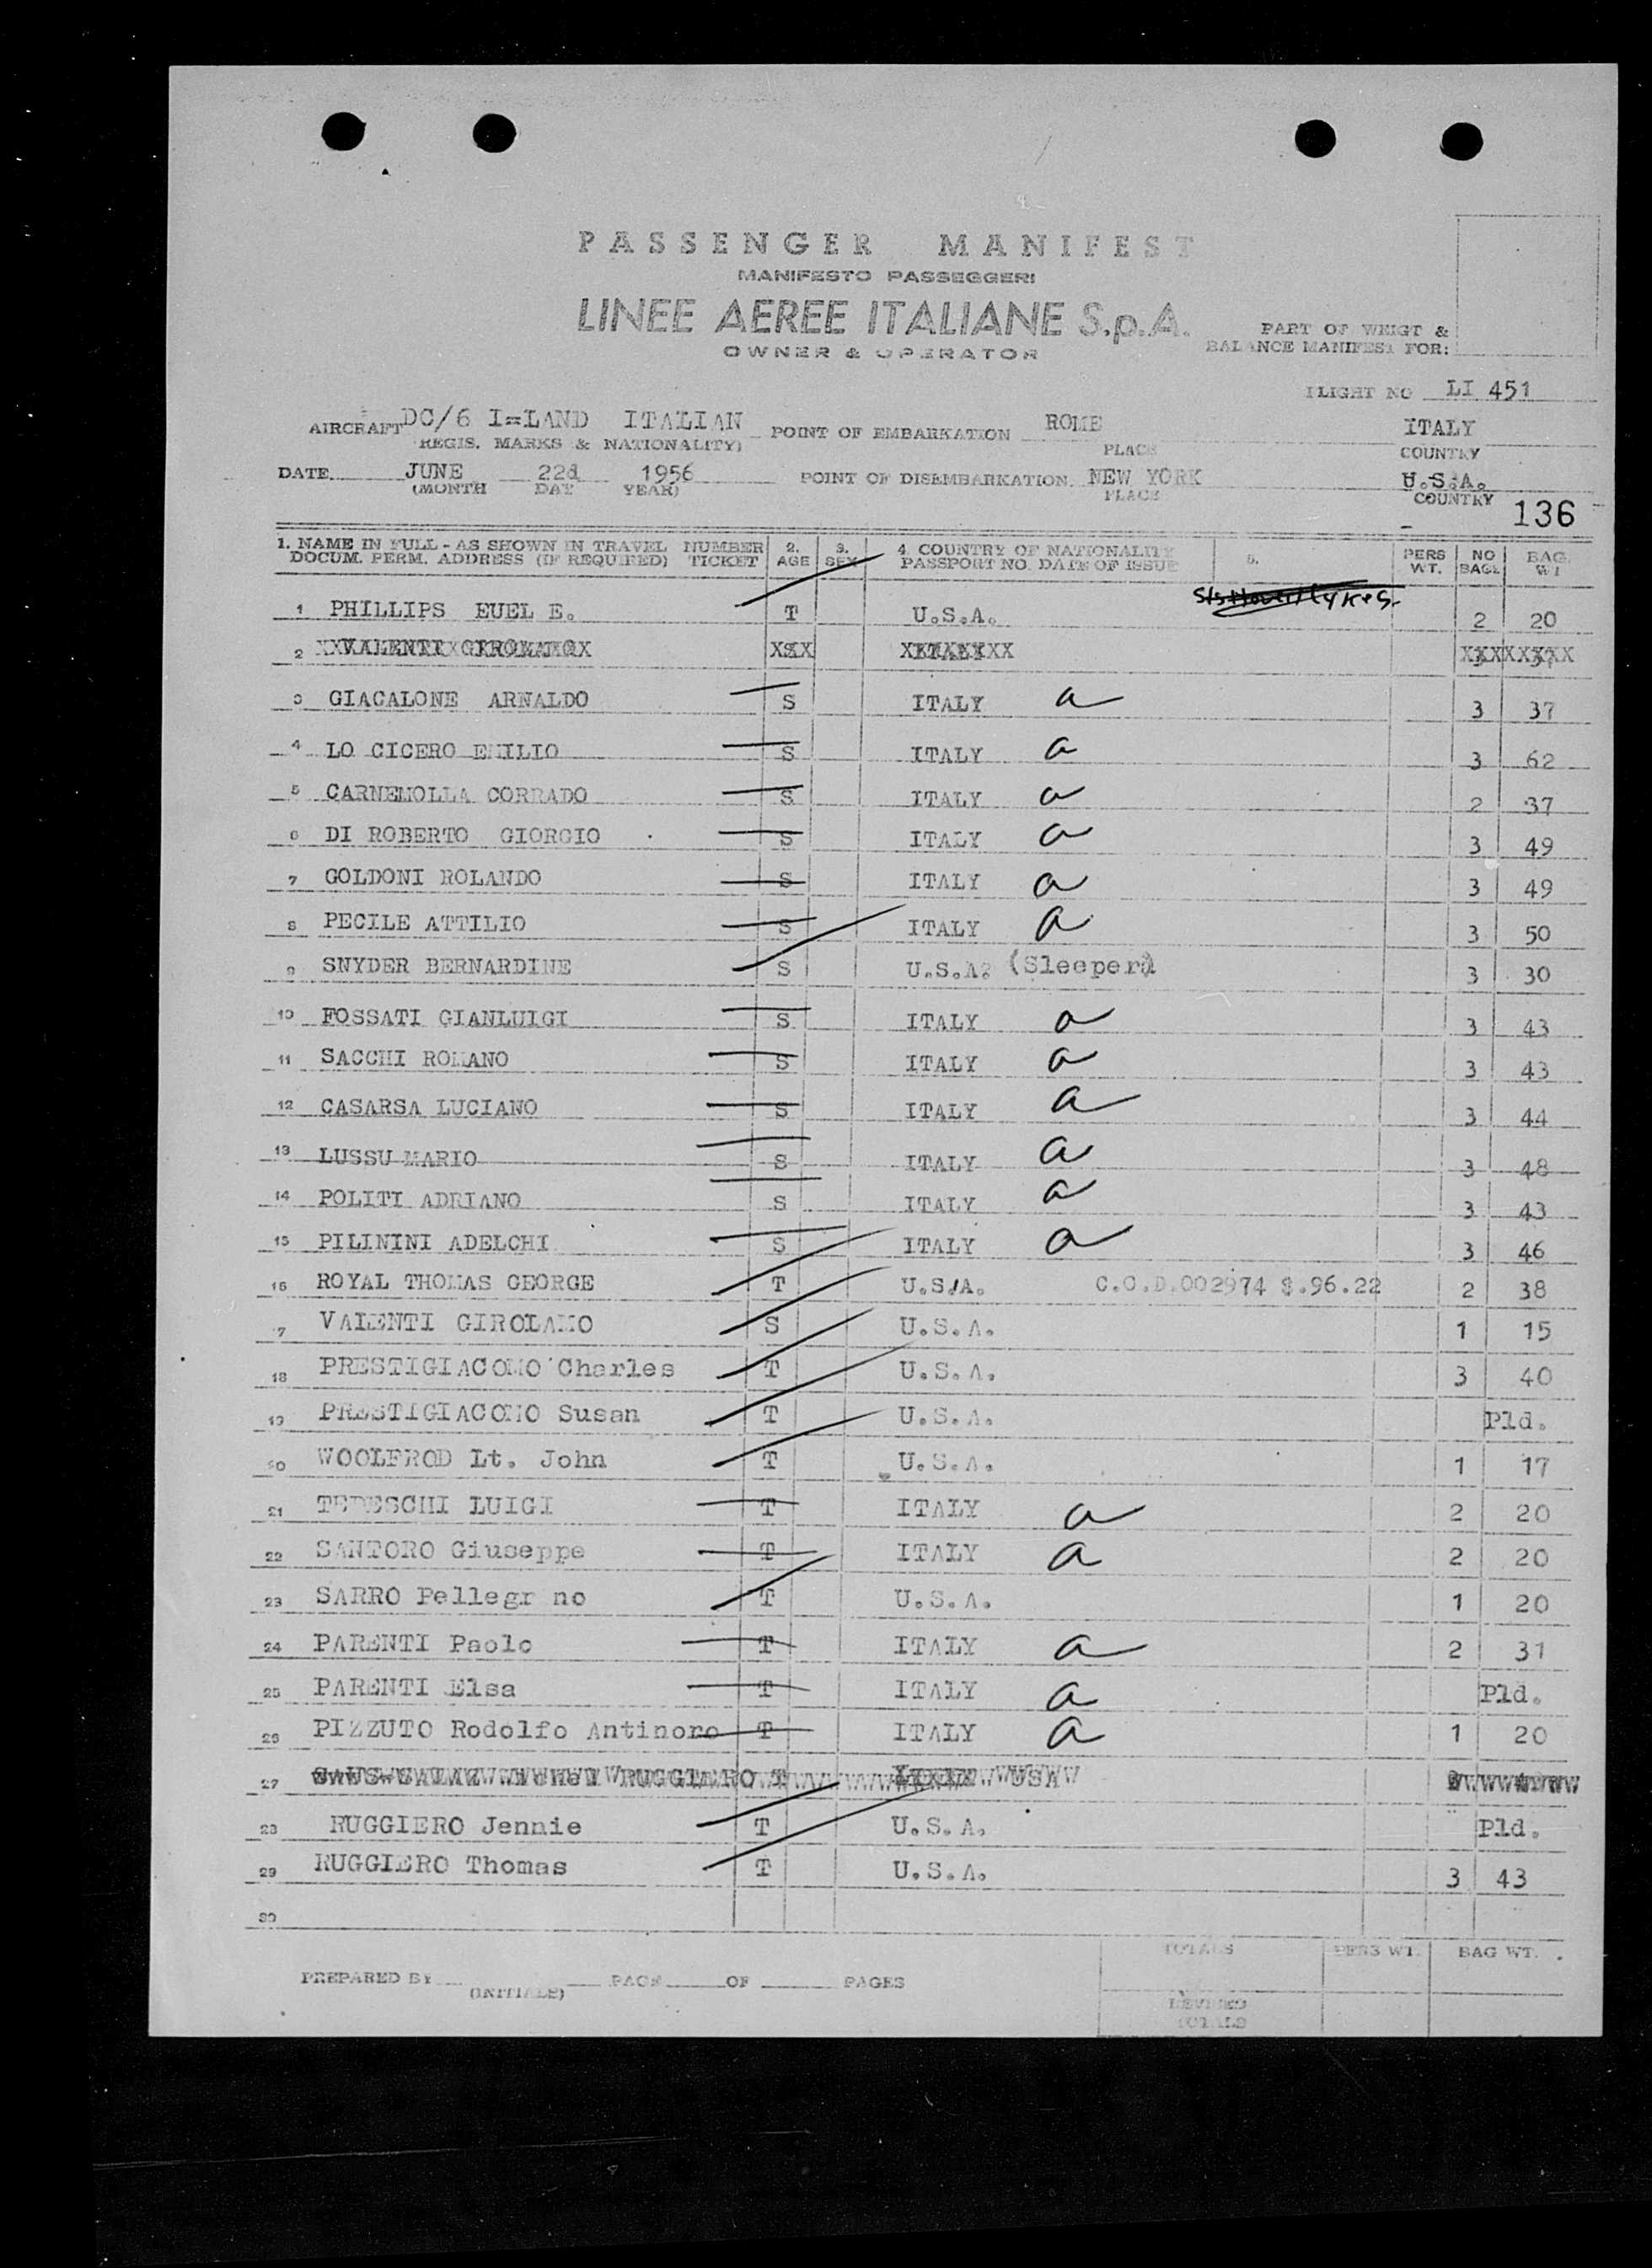 PASSENGER MANIFEST
MANIFESTO PASSEGGERI
LINEE AEREE ITALIANE S.p.A.
OWNER & OPERATOR
PART OF WEIGT &
BALANCE MANIFEST FOR:
FLIGHT NO LI 451
AIRCRAFT DC/6 I=LAND ITALIAN POINT OF EMBARKATION ROME ITALY
REGIS. MARKS & NATIONALITY) PLACE COUNTRY
DATE JUNE 22d 1956 POINT OF DISEMBARKATION NEW YORK U.S.A.
(MONTH DAY YEAR) PLACE COUNTRY
136
1. NAME IN FULL - AS SHOWN IN TRAVEL NUMBER 2. 3. 4. COUNTRY OF NATIONALITY 5. PERS NO BAG.
DOCUM. PERM. ADDRESS (IF REQUIRED) TICKET AGE SEX PASSPORT NO. DATE OF ISSUE WT. BAGE WT
1 PHILLIPS EUEL E. T U.S.A. 2 20
2 VALENTI GIROLAMO XXX ITALY
3 GIACALONE ARNALDO S ITALY a 3 37
4 LO CICERO EMILIO S ITALY a 3 62
5 CARNEMOLLA CORRADO S ITALY a 2 37
6 DI ROBERTO GIORGIO S ITALY a 3 49
7 GOLDONI ROLANDO S ITALY a 3 49
8 PECILE ATTILIO S ITALY a 3 50
9 SNYDER BERNARDINE S U.S.A. (Sleeper) 3 30
10 FOSSATI GIANLUIGI S ITALY a 3 43
11 SACCHI ROMANO S ITALY a 3 43
12 CASARSA LUCIANO S ITALY a 3 44
13 LUSSU MARIO S ITALY a 3 48
14 POLITI ADRIANO S ITALY a 3 43
15 PILININI ADELCHI S ITALY a 3 46
16 ROYAL THOMAS GEORGE T U.S.A. C.O.D.002974 $.96.22 2 38
7 VALENTI GIROLAMO S U.S.A. 1 15
18 PRESTIGIACOMO Charles T U.S.A. 3 40
19 PRESTIGIACOMO Susan T U.S.A. Pld.
20 WOOLFROD Lt. John T U.S.A. 1 17
21 TEDESCHI LUIGI T ITALY a 2 20
22 SANTORO Giuseppe T ITALY a 2 20
23 SARRO Pellegr no T U.S.A. 1 20
24 PARENTI Paolo T ITALY a 2 31
25 PARENTI Elsa T ITALY a Pld.
26 PIZZUTO Rodolfo Antinoro T ITALY a 1 20
27 RUGGIERO T USA
28 RUGGIERO Jennie T U.S.A. Pld.
29 RUGGIERO Thomas T U.S.A. 3 43
30
TOTALS PERS WT. BAG WT.
PREPARED BY PAGE OF PAGES
(INITIALS)
REVISED
TOTALS